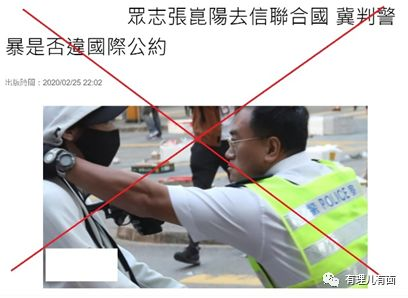 眾志張崑陽去信聯合國 冀判警
暴是否違國際公約
出版時間：2020/02/25 22:02
警 POLICE 察
有理儿有面